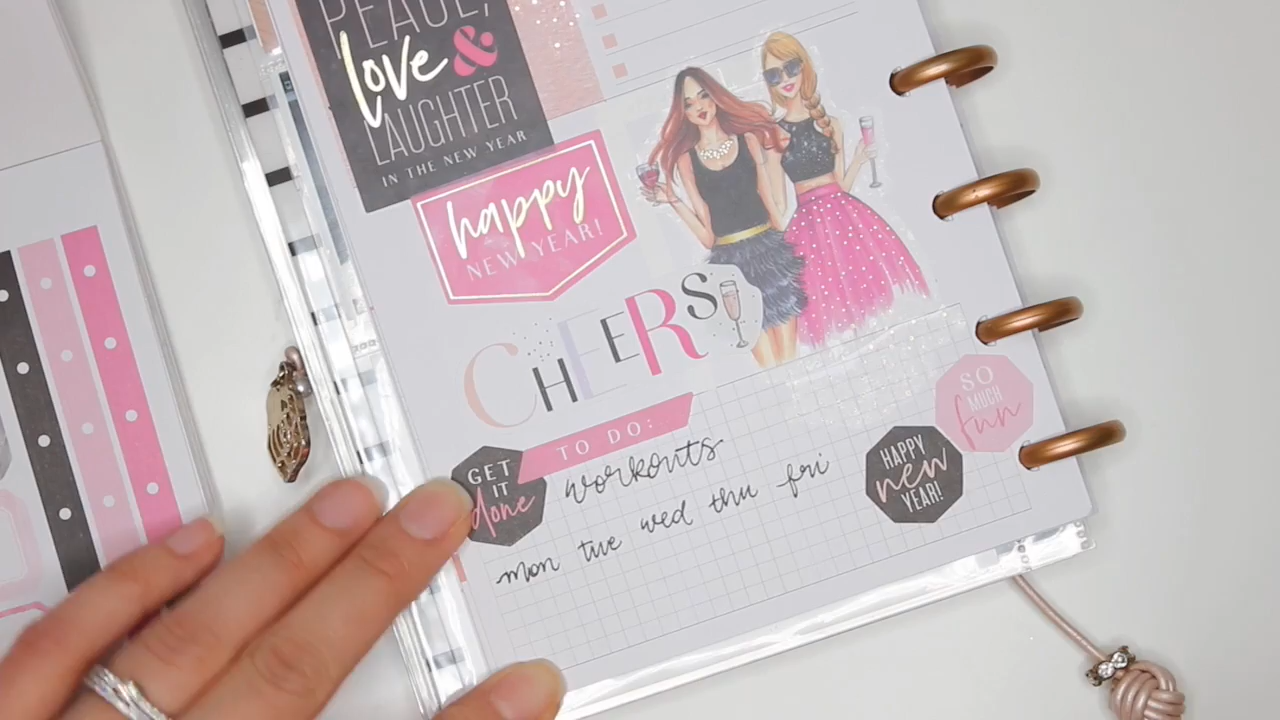 PEACE,
love &
LAUGHTER
IN THE NEW YEAR
happy
NEW YEAR!
CHEERS
TO DO:
GET
IT
done
workouts
mon tue wed thu fri
HAPPY
new
YEAR!
SO
MUCH
fun